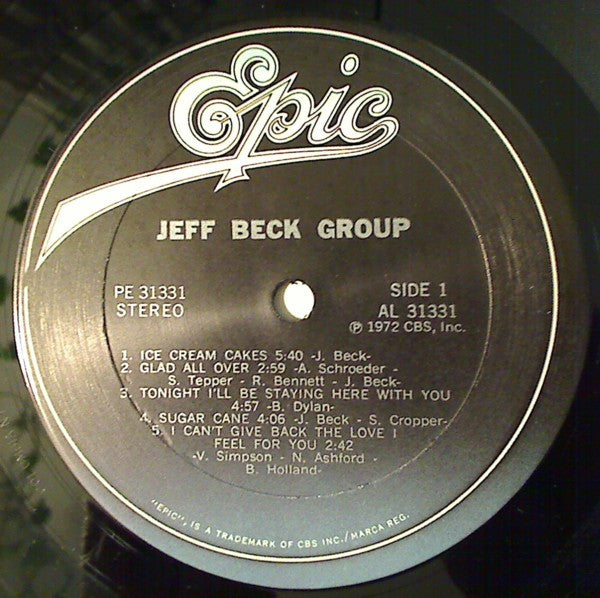 Epic
JEFF BECK GROUP
PE 31331
STEREO
SIDE 1
AL 31331
Ⓟ 1972 CBS, Inc.
1. ICE CREAM CAKES 5:40 -J. Beck-
2. GLAD ALL OVER 2:59 -A. Schroeder -
S. Tepper - R. Bennett - J. Beck-
3. TONIGHT I'LL BE STAYING HERE WITH YOU
4:57 -B. Dylan-
4. SUGAR CANE 4:06 -J. Beck - S. Cropper-
5. I CAN'T GIVE BACK THE LOVE I
FEEL FOR YOU 2:42
-V. Simpson - N. Ashford -
B. Holland-
"EPIC", IS A TRADEMARK OF CBS INC./MARCA REG.